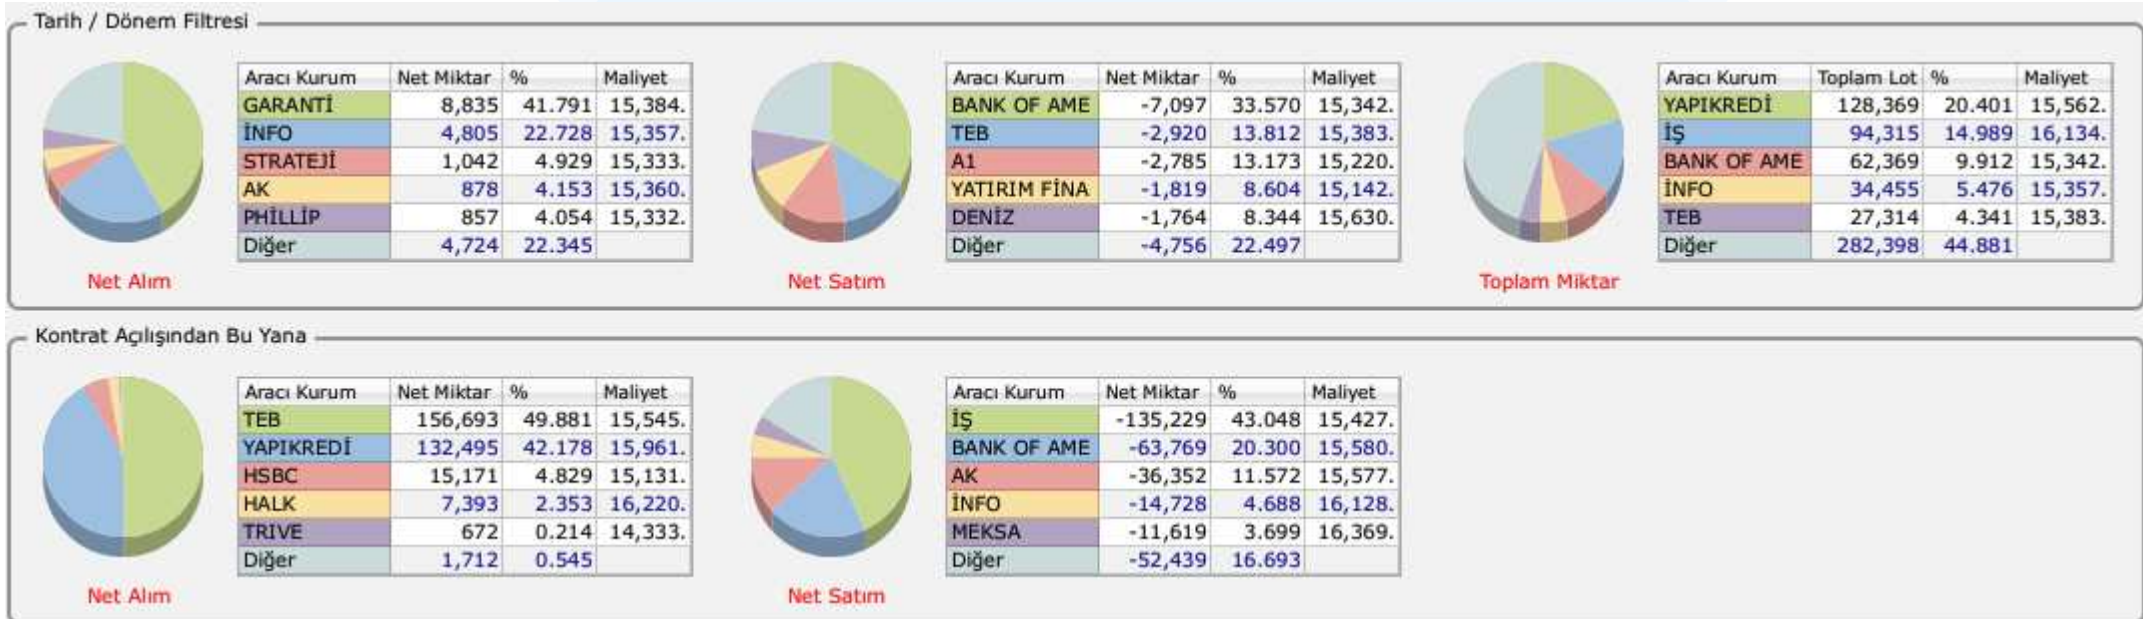 Tarih / Dönem Filtresi
Aracı Kurum Net Miktar % Maliyet
GARANTİ 8,835 41.791 15,384.
İNFO 4,805 22.728 15,357.
STRATEJİ 1,042 4.929 15,333.
AK 878 4.153 15,360.
PHİLLİP 857 4.054 15,332.
Diğer 4,724 22.345
Net Alım
Aracı Kurum Net Miktar % Maliyet
BANK OF AME -7,097 33.570 15,342.
TEB -2,920 13.812 15,383.
A1 -2,785 13.173 15,220.
YATIRIM FİNA -1,819 8.604 15,142.
DENİZ -1,764 8.344 15,630.
Diğer -4,756 22.497
Net Satım
Aracı Kurum Toplam Lot % Maliyet
YAPIKREDİ 128,369 20.401 15,562.
İŞ 94,315 14.989 16,134.
BANK OF AME 62,369 9.912 15,342.
İNFO 34,455 5.476 15,357.
TEB 27,314 4.341 15,383.
Diğer 282,398 44.881
Toplam Miktar
Kontrat Açılışından Bu Yana
Aracı Kurum Net Miktar % Maliyet
TEB 156,693 49.881 15,545.
YAPIKREDİ 132,495 42.178 15,961.
HSBC 15,171 4.829 15,131.
HALK 7,393 2.353 16,220.
TRIVE 672 0.214 14,333.
Diğer 1,712 0.545
Net Alım
Aracı Kurum Net Miktar % Maliyet
İŞ -135,229 43.048 15,427.
BANK OF AME -63,769 20.300 15,580.
AK -36,352 11.572 15,577.
İNFO -14,728 4.688 16,128.
MEKSA -11,619 3.699 16,369.
Diğer -52,439 16.693
Net Satım